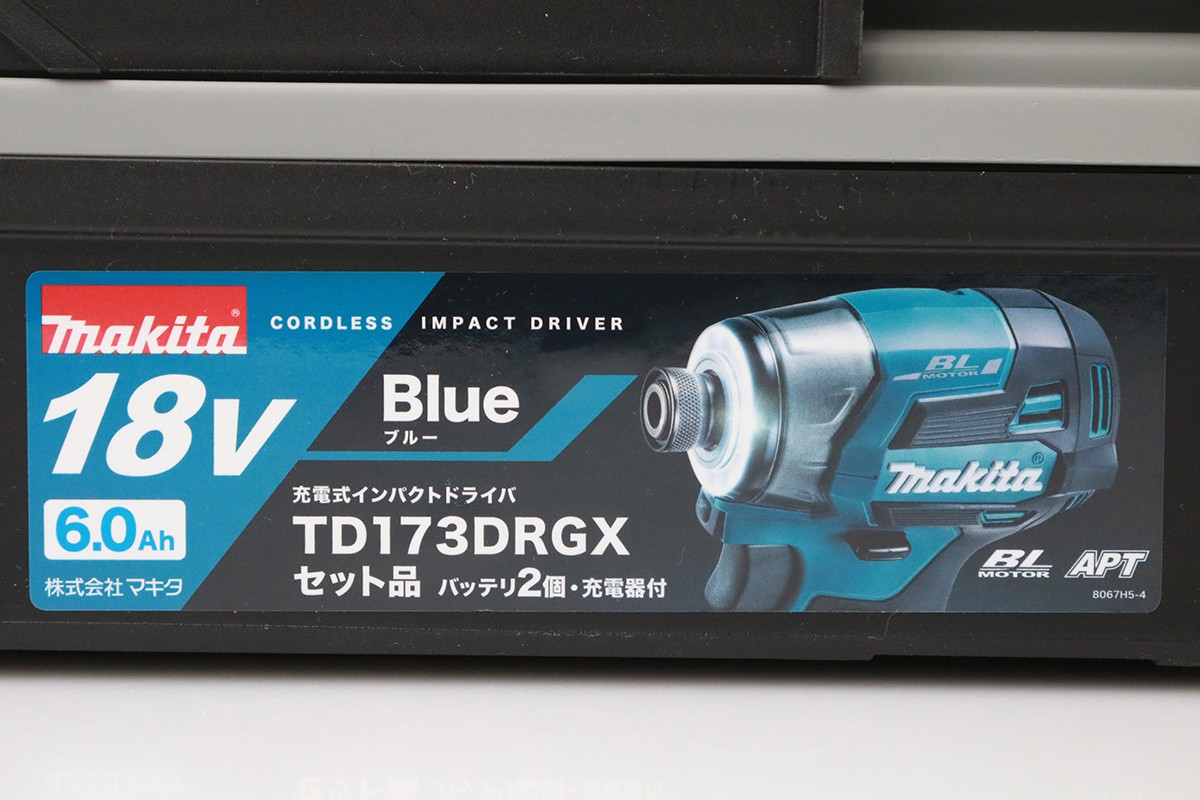 makita®
CORDLESS IMPACT DRIVER
18V
Blue
ブルー
6.0Ah
充電式インパクトドライバ
TD173DRGX
セット品 バッテリ2個・充電器付
株式会社マキタ
BL
MOTOR
makita®
BL
MOTOR
APT
8067H5-4